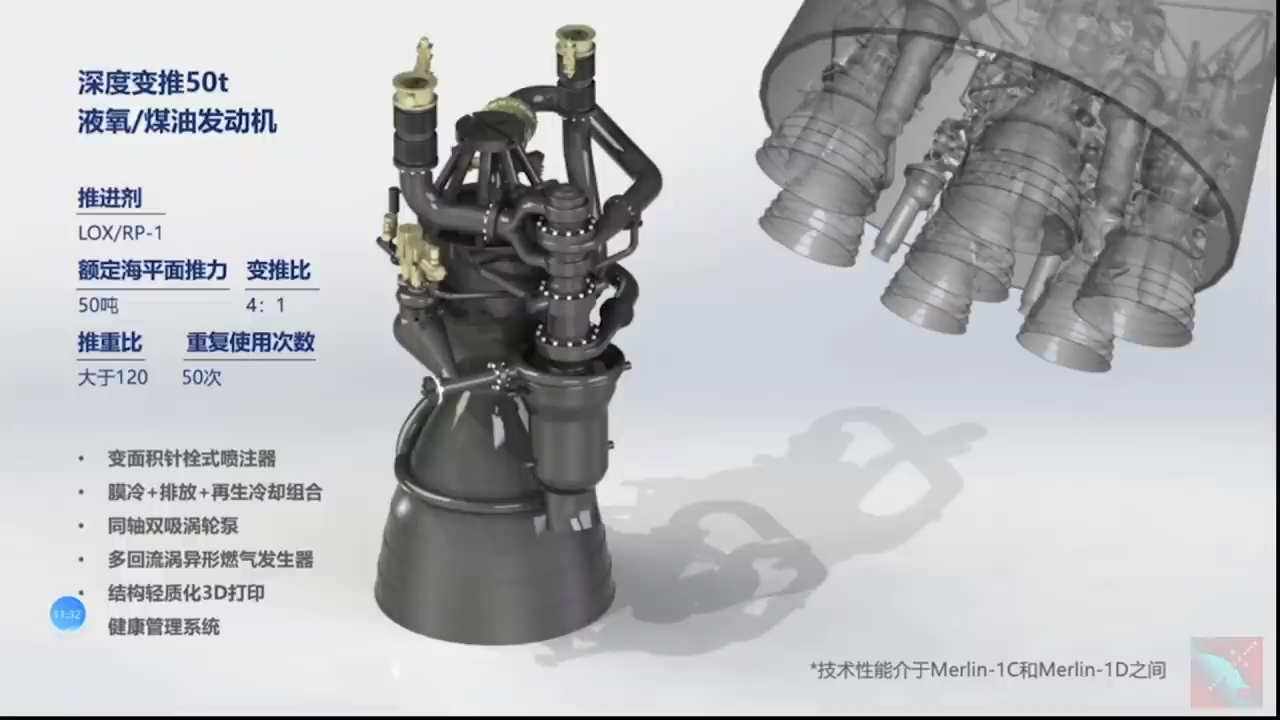 深度变推50t
液氧/煤油发动机
推进剂
LOX/RP-1
额定海平面推力 变推比
50吨 4：1
推重比 重复使用次数
大于120 50次
• 变面积针栓式喷注器
• 膜冷+排放+再生冷却组合
• 同轴双吸涡轮泵
• 多回流涡异形燃气发生器
• 结构轻质化3D打印
11:32
健康管理系统
*技术性能介于Merlin-1C和Merlin-1D之间